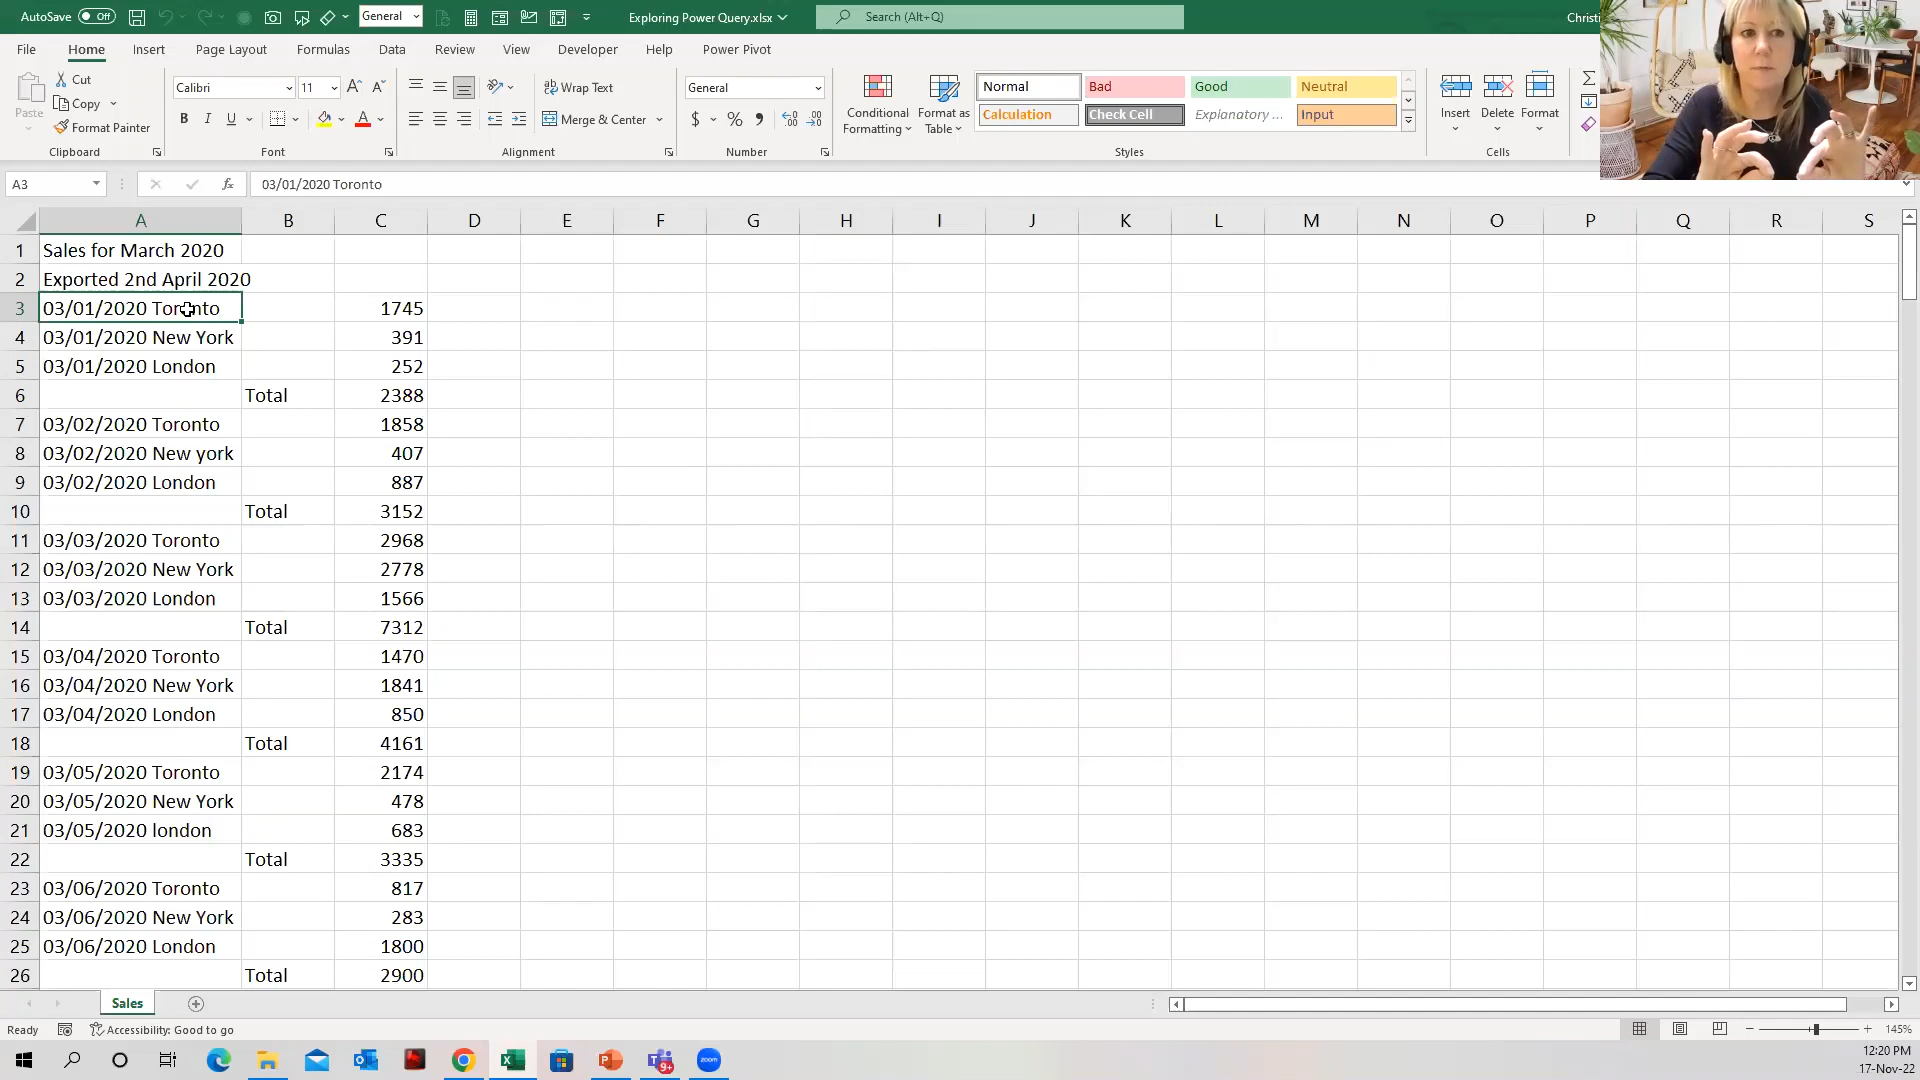 AutoSave Off General Exploring Power Query.xlsx Search (Alt+Q) Christi
File Home Insert Page Layout Formulas Data Review View Developer Help Power Pivot
Paste Cut Copy Format Painter Clipboard
Calibri 11 B I U Font
Wrap Text Merge & Center Alignment
General $ % Number
Conditional Formatting Format as Table
Normal Bad Good Neutral
Calculation Check Cell Explanatory ... Input
Styles
Insert Delete Format Cells
A3 fx 03/01/2020 Toronto
A B C D E F G H I J K L M N O P Q R S
1 Sales for March 2020
2 Exported 2nd April 2020
3 03/01/2020 Toronto 1745
4 03/01/2020 New York 391
5 03/01/2020 London 252
6 Total 2388
7 03/02/2020 Toronto 1858
8 03/02/2020 New york 407
9 03/02/2020 London 887
10 Total 3152
11 03/03/2020 Toronto 2968
12 03/03/2020 New York 2778
13 03/03/2020 London 1566
14 Total 7312
15 03/04/2020 Toronto 1470
16 03/04/2020 New York 1841
17 03/04/2020 London 850
18 Total 4161
19 03/05/2020 Toronto 2174
20 03/05/2020 New York 478
21 03/05/2020 london 683
22 Total 3335
23 03/06/2020 Toronto 817
24 03/06/2020 New York 283
25 03/06/2020 London 1800
26 Total 2900
Sales
Ready Accessibility: Good to go 145%
9+ zoom 12:20 PM
17-Nov-22